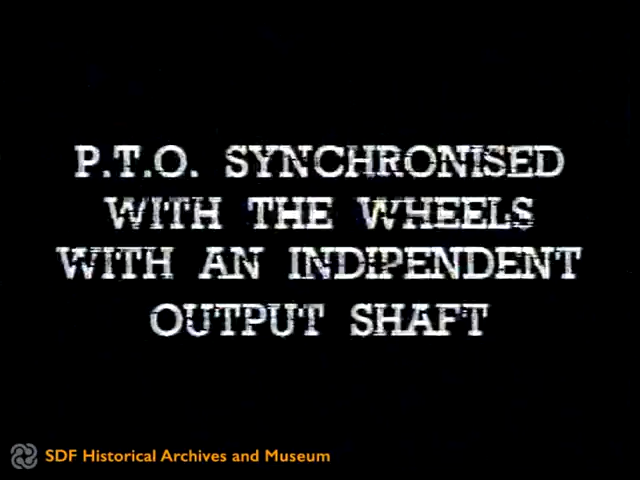 P.T.O. SYNCHRONISED
WITH THE WHEELS
WITH AN INDIPENDENT
OUTPUT SHAFT
SDF Historical Archives and Museum